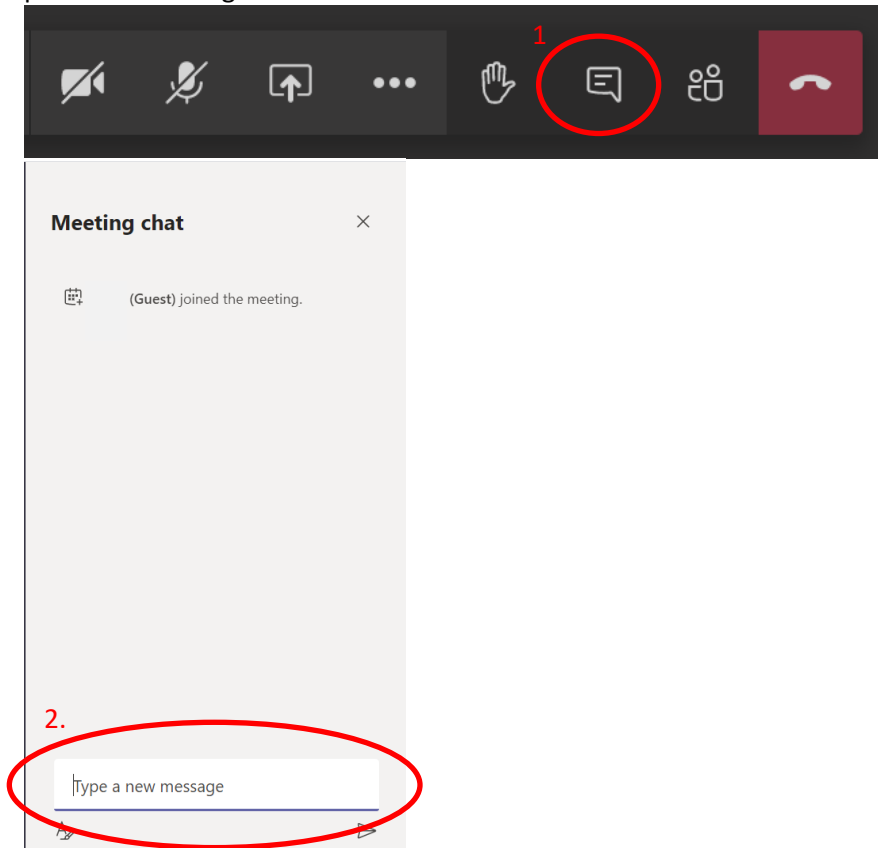 1
Meeting chat
(Guest) joined the meeting.
2.
Type a new message